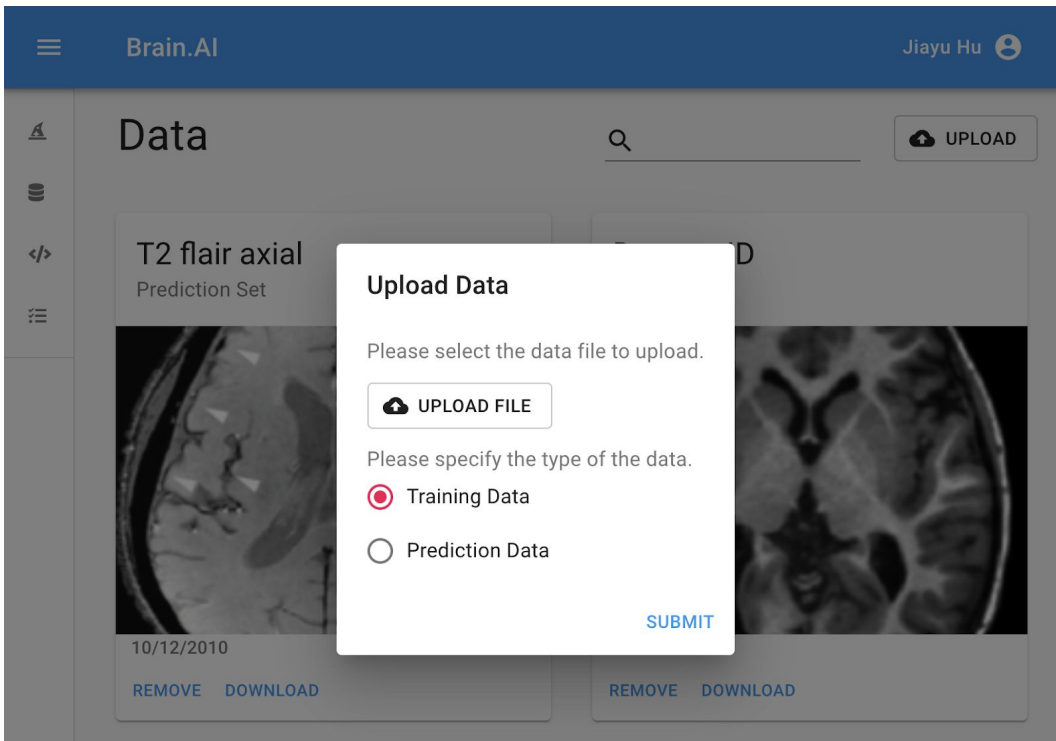 Brain.AI
Jiayu Hu
Data
UPLOAD
T2 flair axial
Prediction Set
Upload Data
Please select the data file to upload.
UPLOAD FILE
Please specify the type of the data.
Training Data
Prediction Data
SUBMIT
10/12/2010
REMOVE DOWNLOAD
REMOVE DOWNLOAD